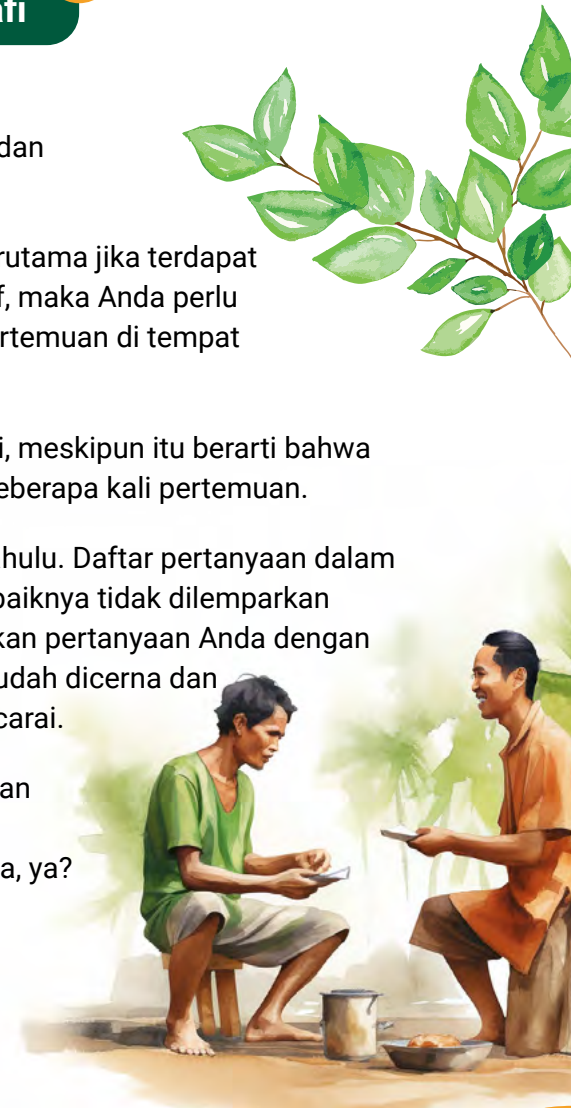 afi
dan
rutama jika terdapat
f, maka Anda perlu
rtemuan di tempat
i, meskipun itu berarti bahwa
eberapa kali pertemuan.
hulu. Daftar pertanyaan dalam
baiknya tidak dilemparkan
kan pertanyaan Anda dengan
udah dicerna dan
carai.
an
a, ya?